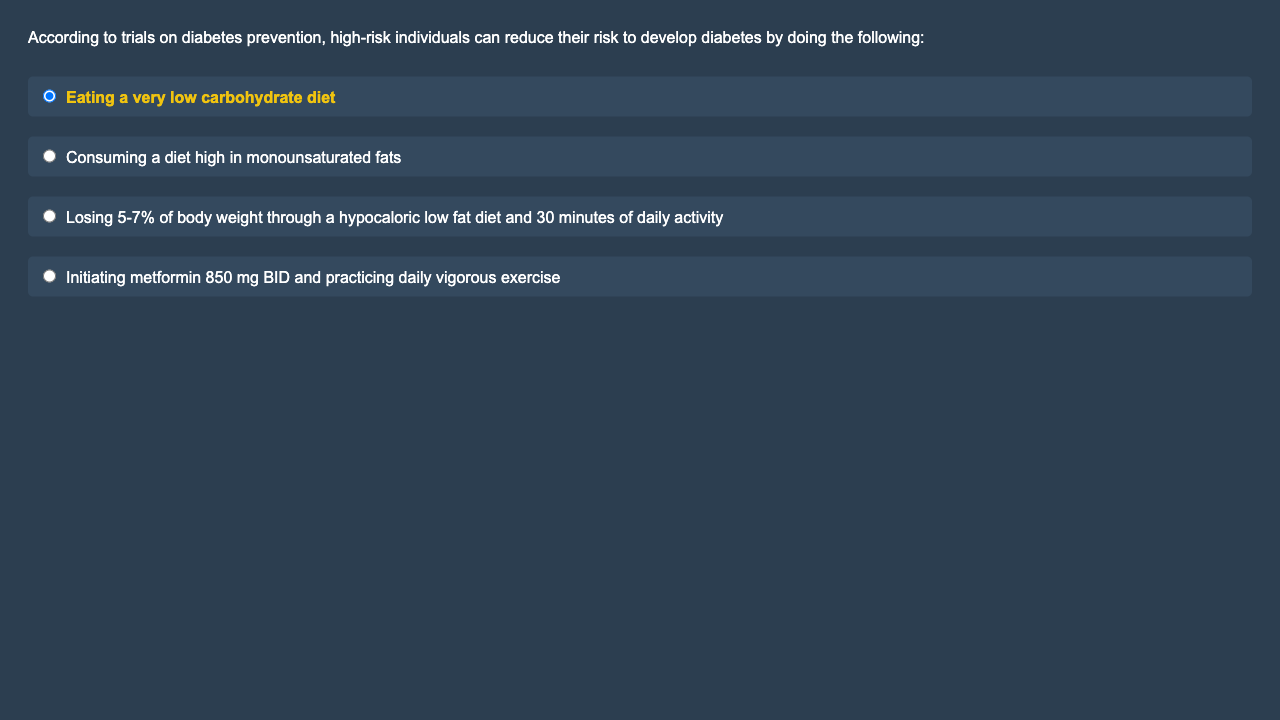 According to trials on diabetes prevention, high-risk individuals can reduce their risk to develop diabetes by doing the following:
Eating a very low carbohydrate diet
Consuming a diet high in monounsaturated fats
Losing 5-7% of body weight through a hypocaloric low fat diet and 30 minutes of daily activity
Initiating metformin 850 mg BID and practicing daily vigorous exercise